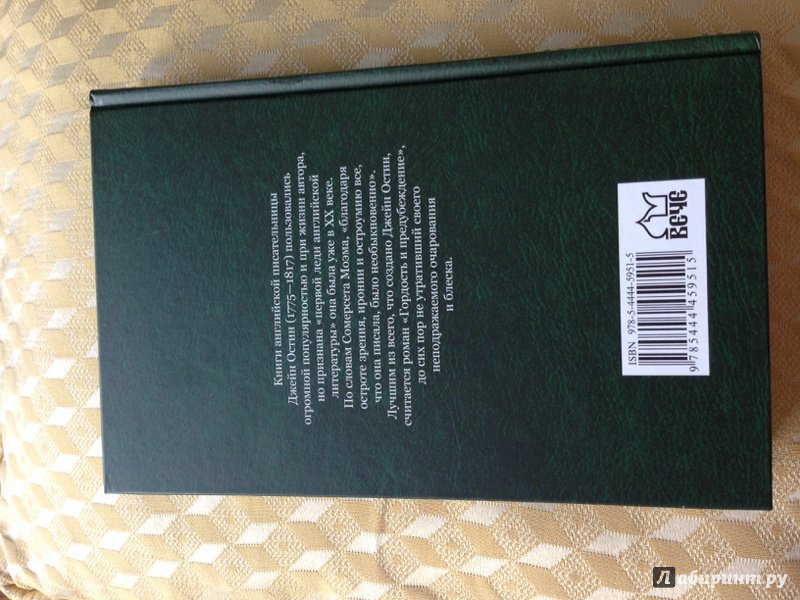 Книги английской писательницы
Джейн Остин (1775–1817) пользовались
огромной популярностью и при жизни автора,
но признана «первой леди английской
литературы» она была уже в XX веке.
По словам Сомерсета Моэма, «благодаря
остроте зрения, иронии и остроумию все,
что она писала, было необыкновенно».
Лучшим из всего, что создано Джейн Остин,
считается роман «Гордость и предубеждение»,
до сих пор не утративший своего
неподражаемого очарования
и блеска.
ISBN 978-5-4444-5951-5
9 785444 459515
вече
Лабиринт.ру